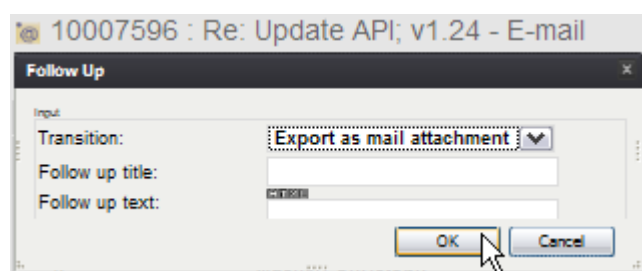 10007596 : Re: Update API; v1.24 - E-mail
Follow Up
Input
Transition:
Export as mail attachment
Follow up title:
Follow up text:
OK
Cancel